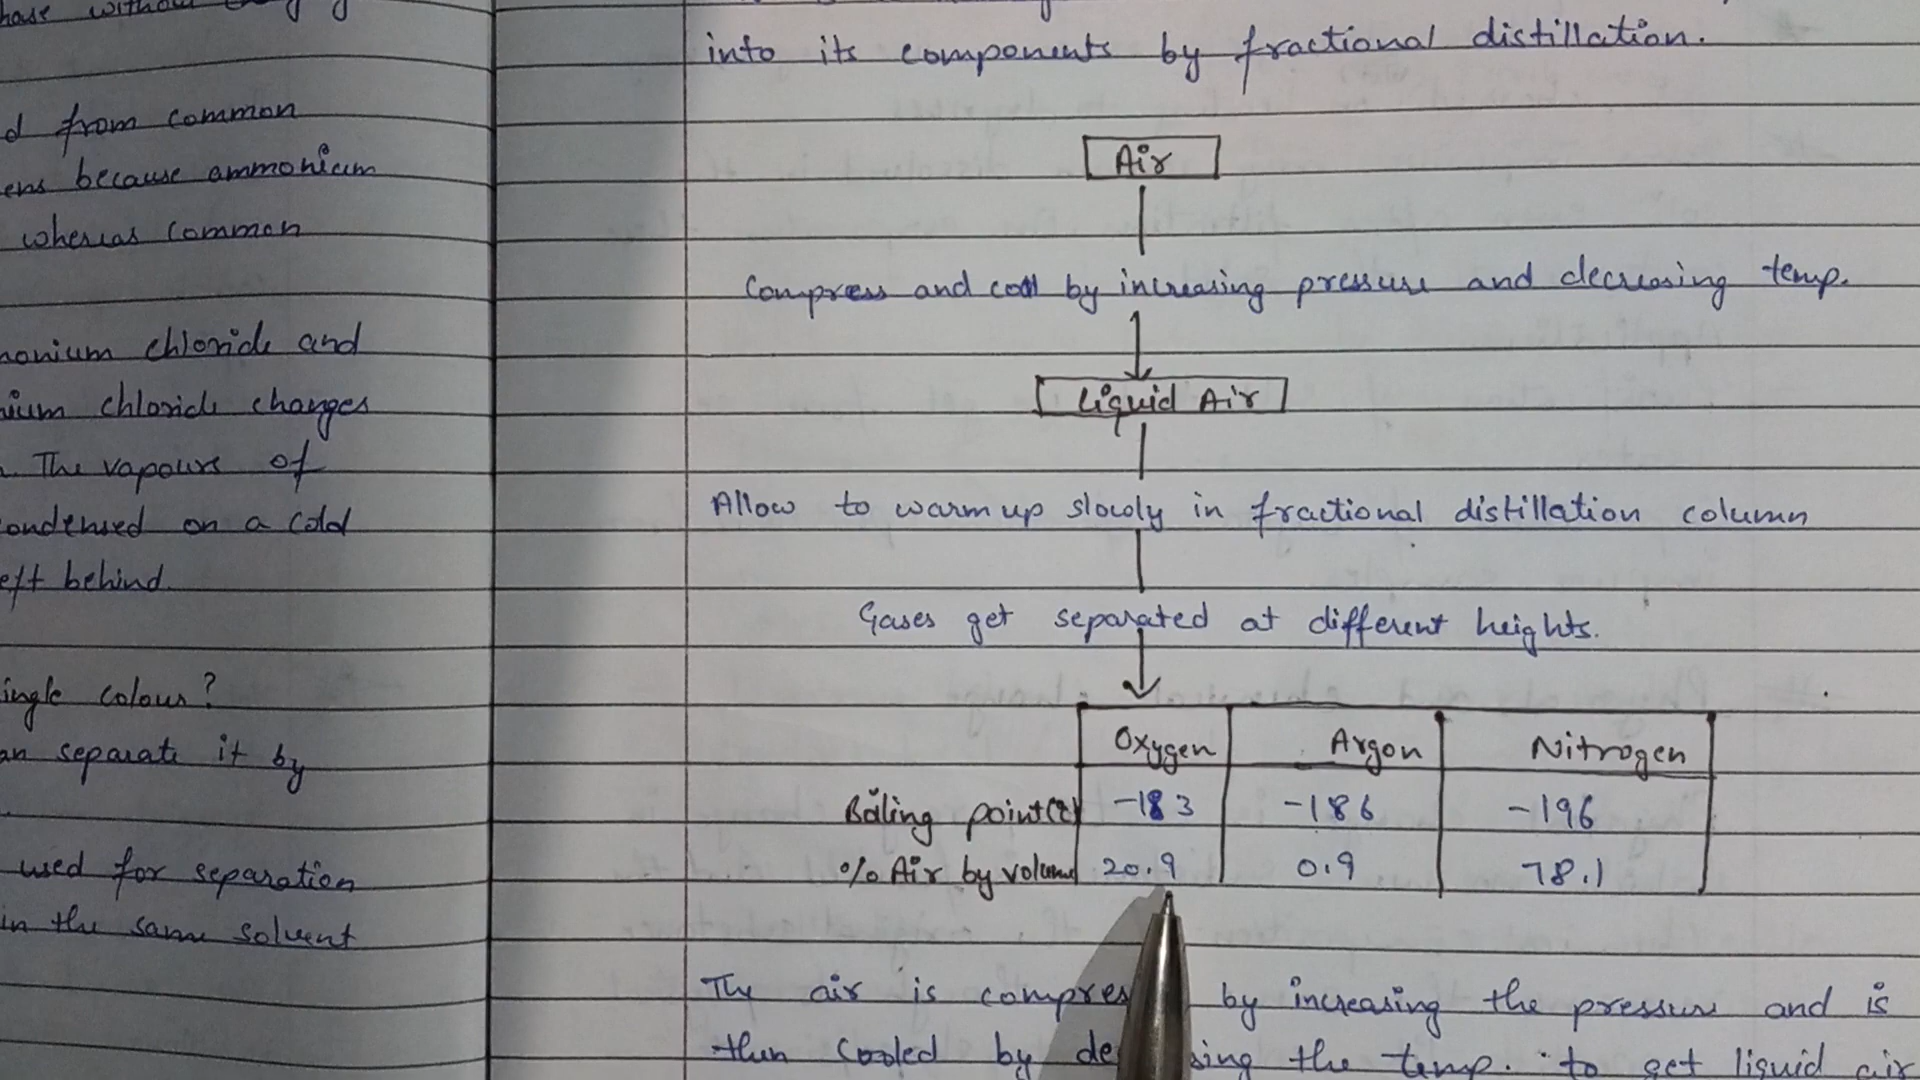 without
d from common
ens because ammonium
whereas common
monium chloride and
ium chloride changes
. The vapours of
condensed on a cold
eft behind.
ingle colour?
an separate it by
used for separation
in the same solvent
into its components by fractional distillation.
Air
Compress and cool by increasing pressure and decreasing temp.
Liquid Air
Allow to warm up slowly in fractional distillation column
Gases get separated at different heights.
Oxygen Argon Nitrogen
Boiling point -183 -186 -196
% Air by volume 20.9 0.9 78.1
The air is compres by increasing the pressure and is
then cooled by de sing the temp. to get liquid air